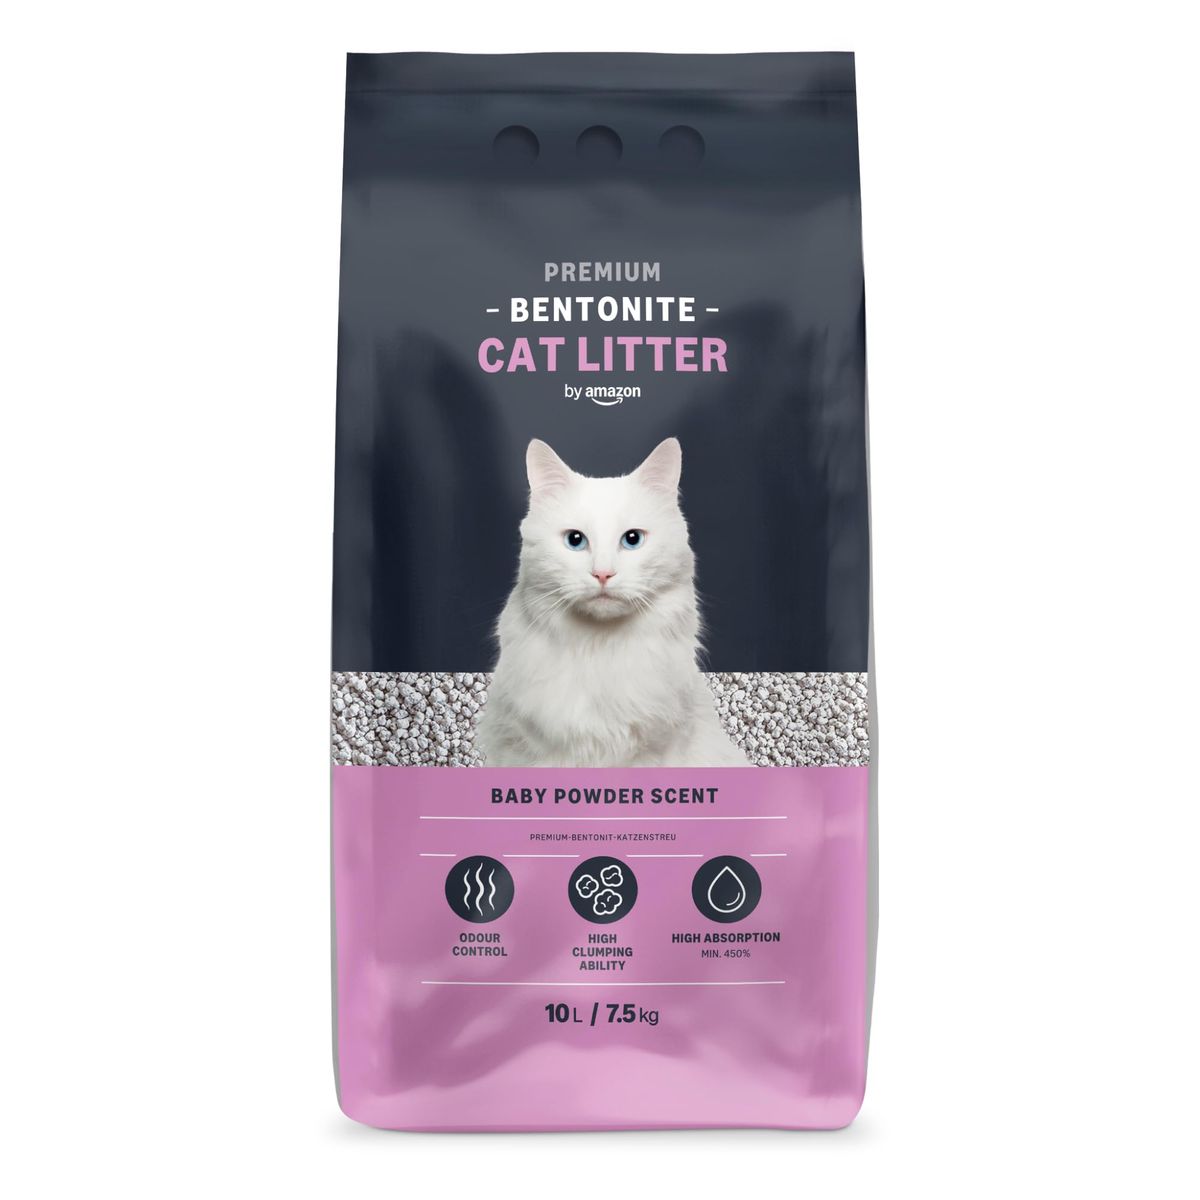 PREMIUM
- BENTONITE -
CAT LITTER
by amazon
BABY POWDER SCENT
PREMIUM-BENTONIT-KATZENSTREU
ODOUR
CONTROL
HIGH
CLUMPING
ABILITY
HIGH ABSORPTION
MIN. 450%
10 L / 7.5 kg